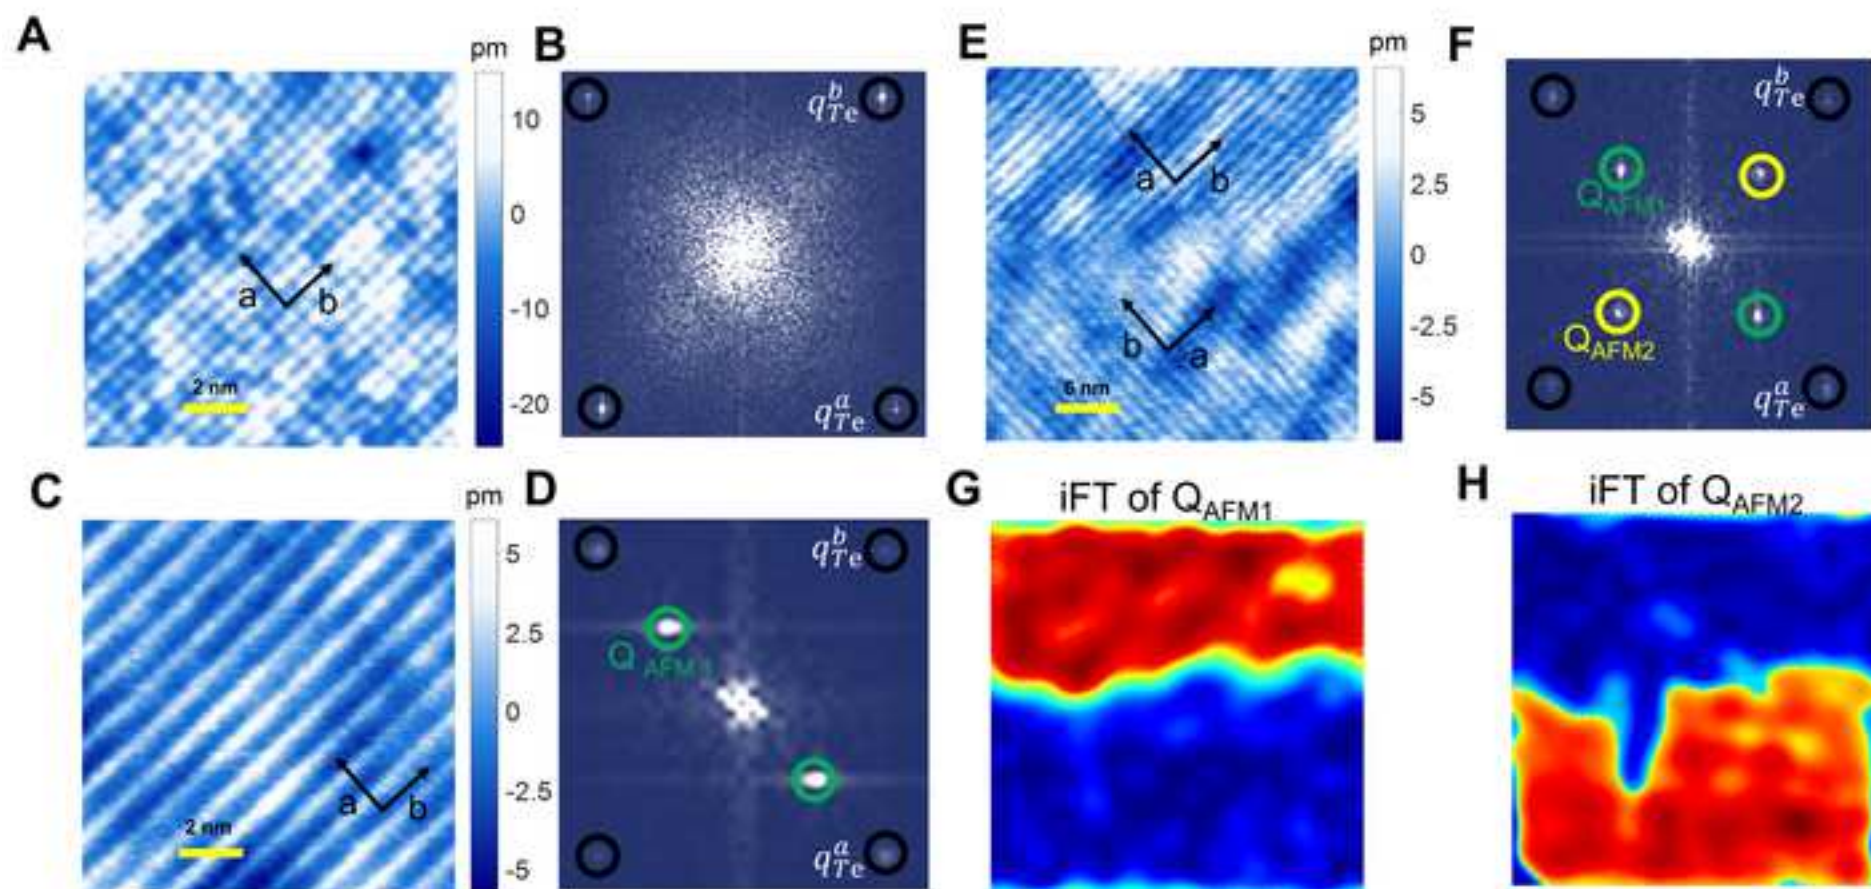 A
pm
10
0
-10
-20
a
b
2 nm
B
q^b_Te
q^a_Te
E
pm
5
2.5
0
-2.5
-5
a
b
b
a
6 nm
F
q^b_Te
Q_AFM1
Q_AFM2
q^a_Te
C
pm
5
2.5
0
-2.5
-5
a
b
2 nm
D
q^b_Te
Q_AFM1
q^a_Te
G
iFT of Q_AFM1
H
iFT of Q_AFM2